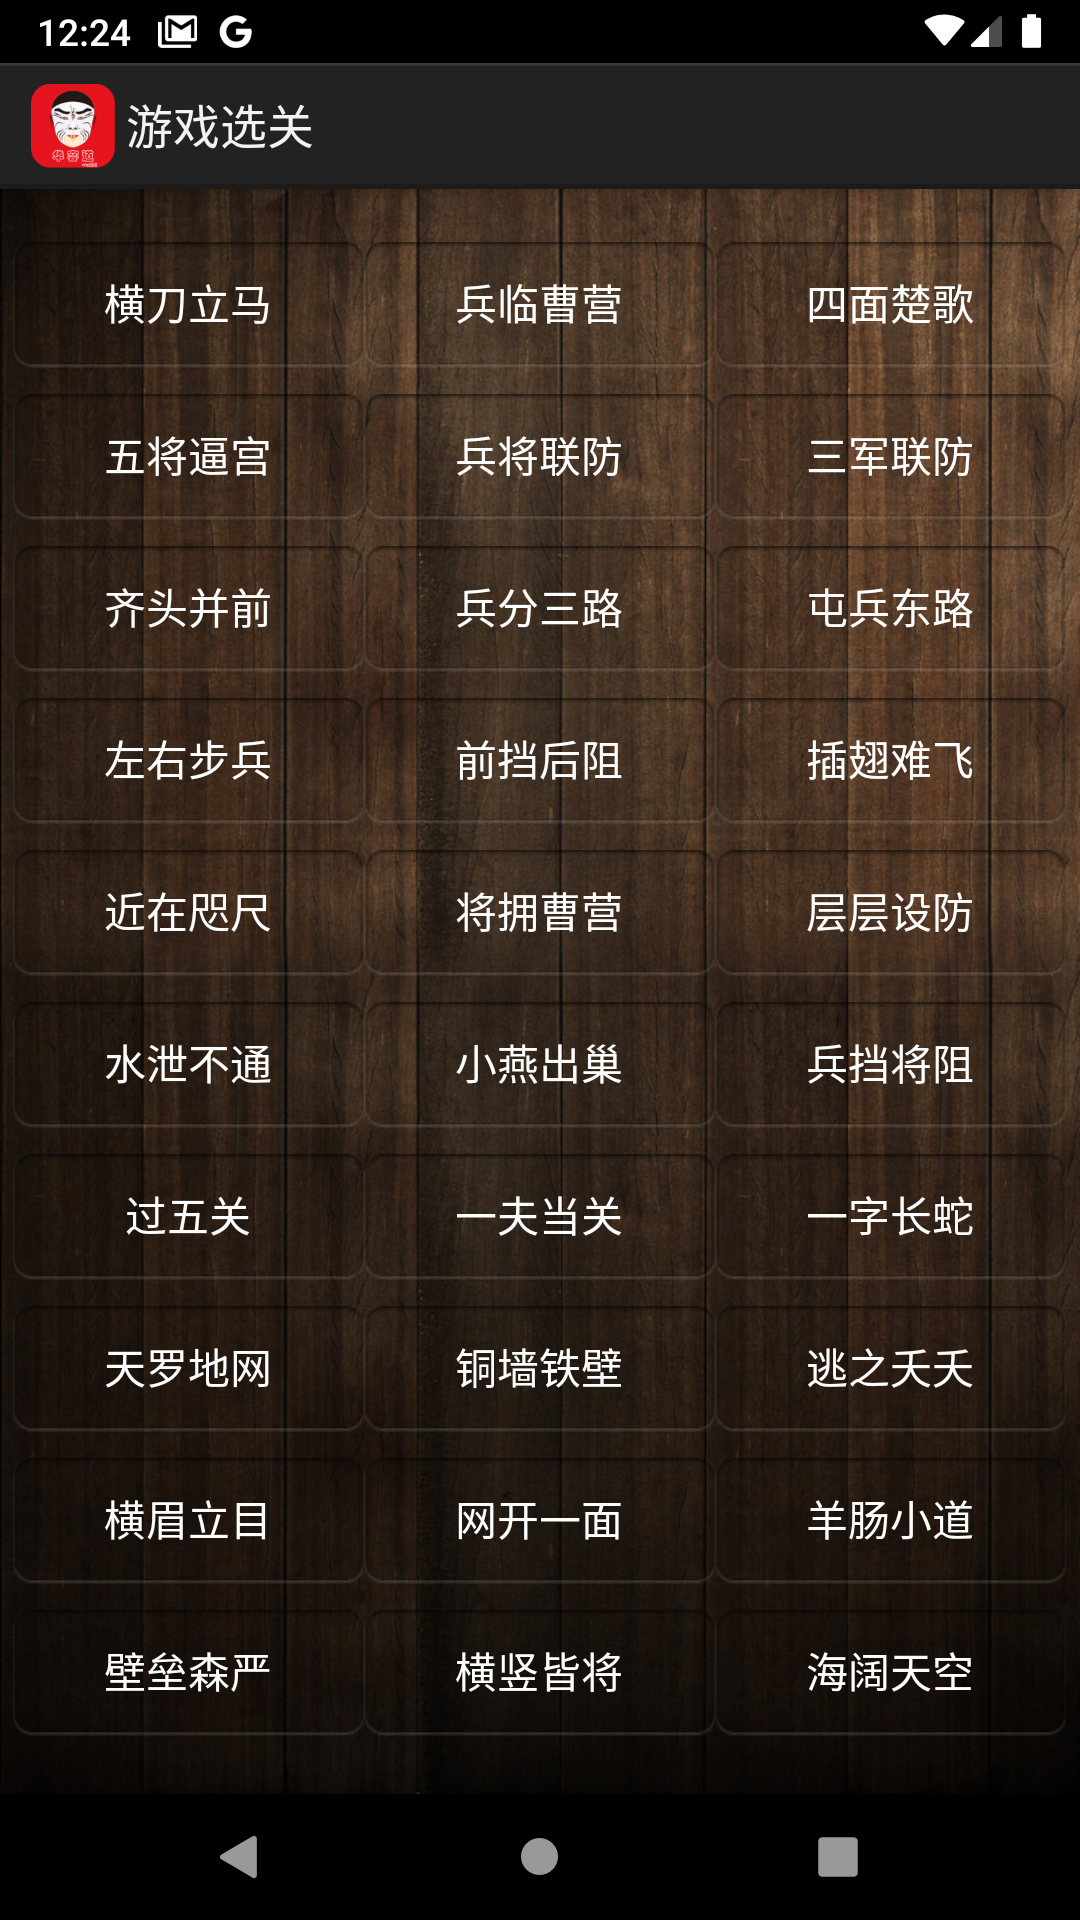 12:24
华容道
游戏选关
横刀立马 兵临曹营 四面楚歌
五将逼宫 兵将联防 三军联防
齐头并前 兵分三路 屯兵东路
左右步兵 前挡后阻 插翅难飞
近在咫尺 将拥曹营 层层设防
水泄不通 小燕出巢 兵挡将阻
过五关 一夫当关 一字长蛇
天罗地网 铜墙铁壁 逃之夭夭
横眉立目 网开一面 羊肠小道
壁垒森严 横竖皆将 海阔天空